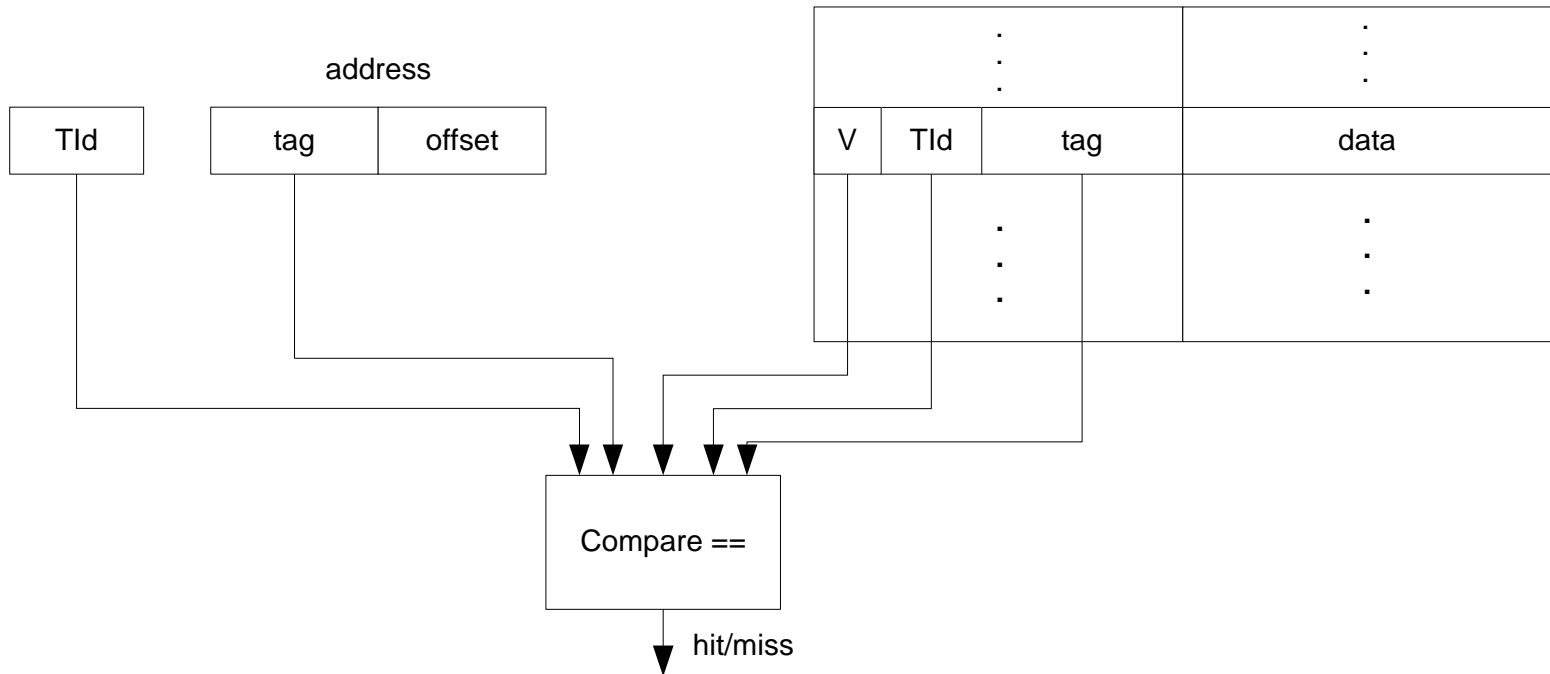 address
TId
tag
offset
V
TId
tag
data
Compare ==
hit/miss